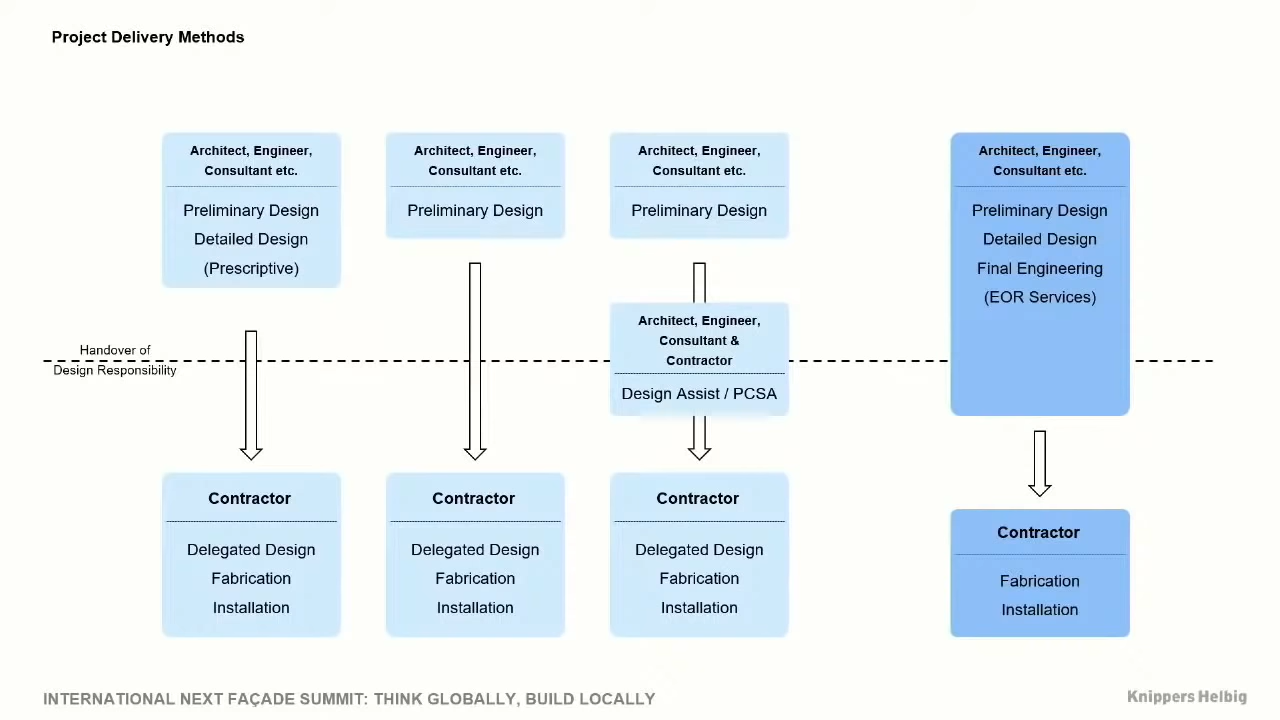 Project Delivery Methods
Architect, Engineer,
Consultant etc.
Preliminary Design
Detailed Design
(Prescriptive)
Architect, Engineer,
Consultant etc.
Preliminary Design
Architect, Engineer,
Consultant etc.
Preliminary Design
Architect, Engineer,
Consultant etc.
Preliminary Design
Detailed Design
Final Engineering
(EOR Services)
Architect, Engineer,
Consultant &
Contractor
Design Assist / PCSA
Handover of
Design Responsibility
Contractor
Delegated Design
Fabrication
Installation
Contractor
Delegated Design
Fabrication
Installation
Contractor
Delegated Design
Fabrication
Installation
Contractor
Fabrication
Installation
INTERNATIONAL NEXT FAÇADE SUMMIT: THINK GLOBALLY, BUILD LOCALLY
Knippers Helbig